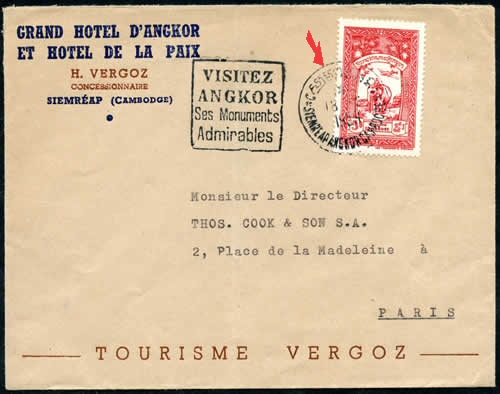 GRAND HOTEL D'ANGKOR
ET HOTEL DE LA PAIX
H. VERGOZ
CONCESSIONNAIRE
SIEMRÉAP (CAMBODGE)
VISITEZ
ANGKOR
Ses Monuments
Admirables
Monsieur le Directeur
THOS. COOK & SON S.A.
2, Place de la Madeleine à
PARIS
TOURISME VERGOZ